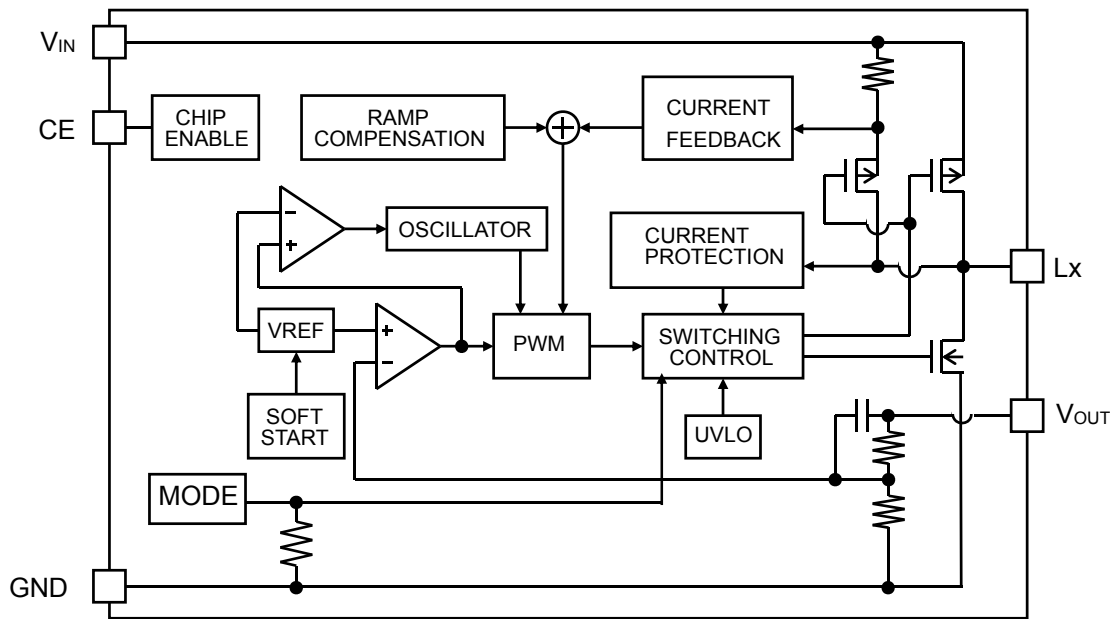 VIN
CE
CHIP
ENABLE
RAMP
COMPENSATION
+
CURRENT
FEEDBACK
−
+
OSCILLATOR
CURRENT
PROTECTION
Lx
VREF
+
−
PWM
SWITCHING
CONTROL
SOFT
START
UVLO
VOUT
MODE
GND